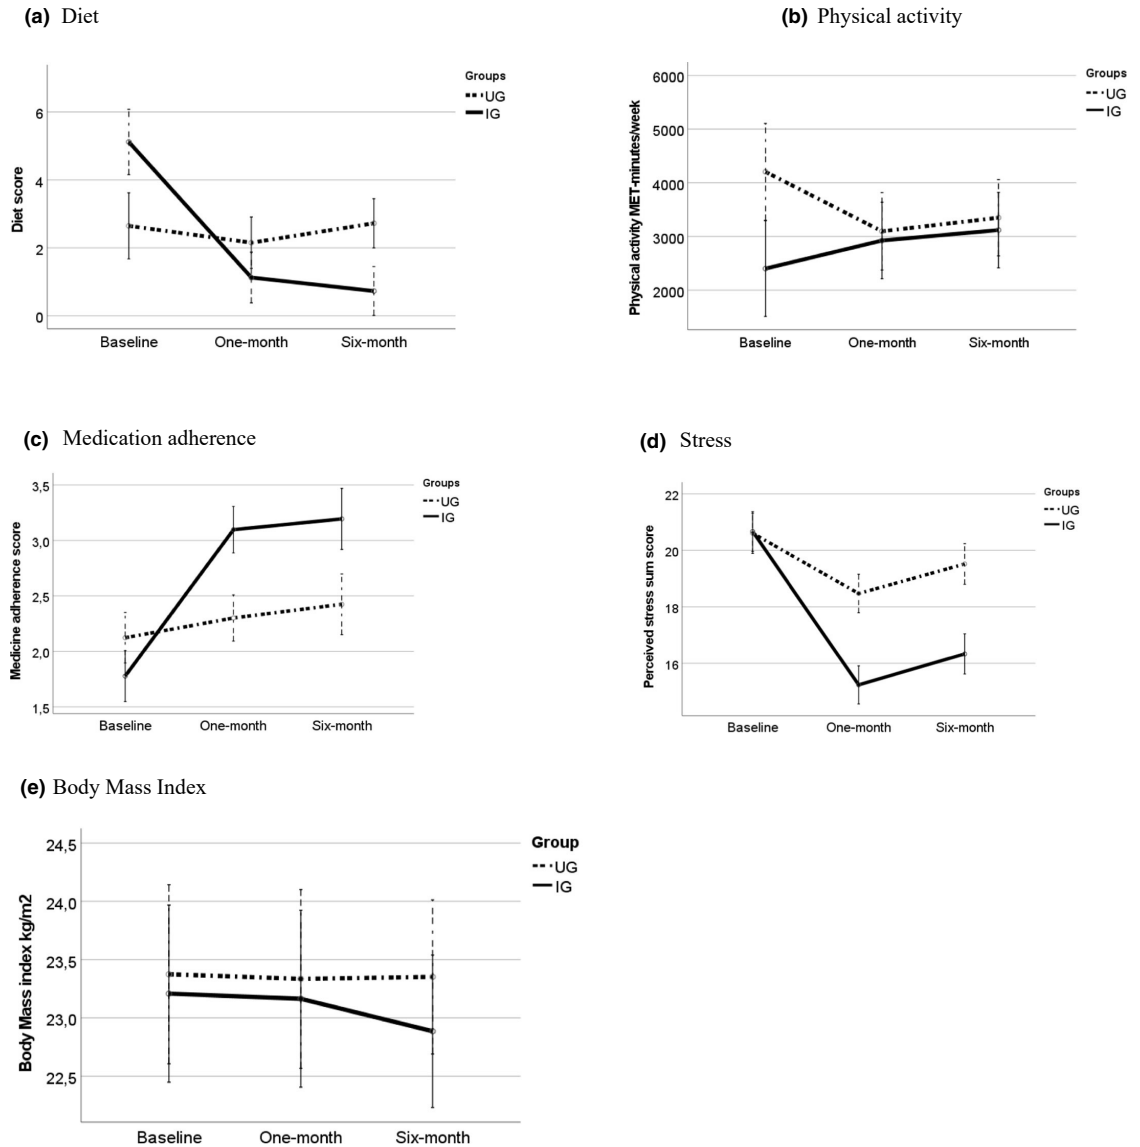 (a) Diet
Groups
UG
IG
Diet score
6
4
2
0
Baseline One-month Six-month
(b) Physical activity
Groups
UG
IG
Physical activity MET-minutes/week
6000
5000
4000
3000
2000
Baseline One-month Six-month
(c) Medication adherence
Groups
UG
IG
Medicine adherence score
3,5
3,0
2,5
2,0
1,5
Baseline One-month Six-month
(d) Stress
Groups
UG
IG
Perceived stress sum score
22
20
18
16
Baseline One-month Six-month
(e) Body Mass Index
Group
UG
IG
Body Mass index kg/m2
24,5
24,0
23,5
23,0
22,5
Baseline One-month Six-month